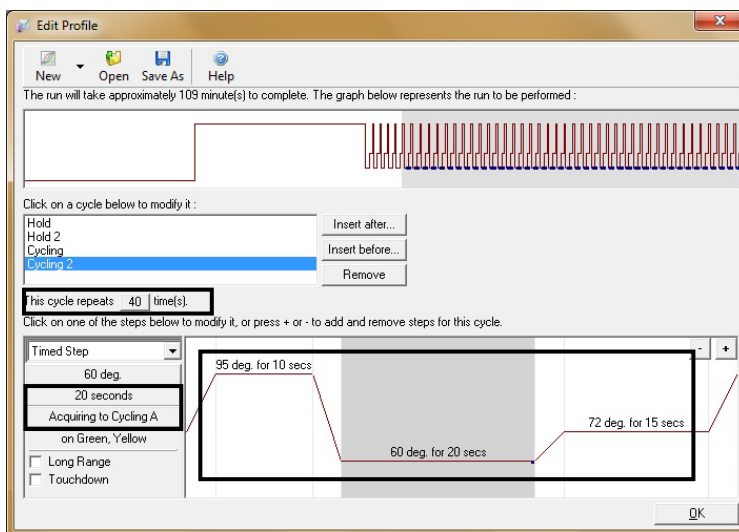 Edit Profile
New Open Save As Help
The run will take approximately 109 minute(s) to complete. The graph below represents the run to be performed :
Click on a cycle below to modify it :
Hold
Hold 2
Cycling
Cycling 2
Insert after...
Insert before...
Remove
This cycle repeats 40 time(s).
Click on one of the steps below to modify it, or press + or - to add and remove steps for this cycle.
Timed Step
60 deg.
20 seconds
Acquiring to Cycling A
on Green, Yellow
Long Range
Touchdown
- +
95 deg. for 10 secs
72 deg. for 15 secs
60 deg. for 20 secs
OK